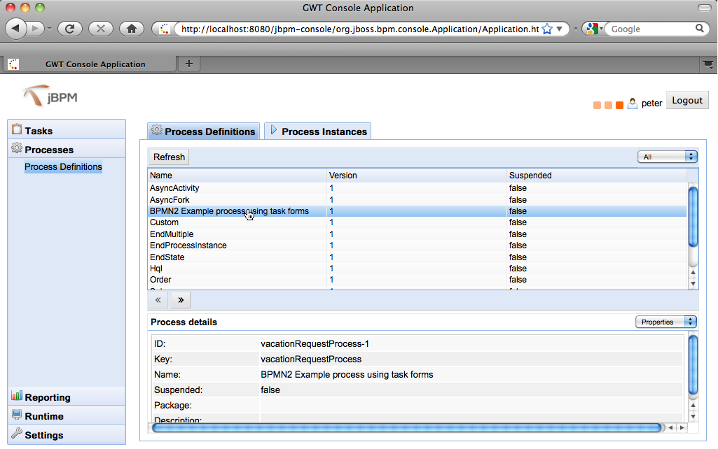 GWT Console Application
http://localhost:8080/jbpm-console/org.jboss.bpm.console.Application/Application.ht
Google
GWT Console Application
jBPM
peter
Logout
Tasks
Processes
Process Definitions
Reporting
Runtime
Settings
Process Definitions
Process Instances
Refresh
All
Name Version Suspended
AsyncActivity 1 false
AsyncFork 1 false
BPMN2 Example process using task forms 1 false
Custom 1 false
EndMultiple 1 false
EndProcessInstance 1 false
EndState 1 false
Hql 1 false
Order 1 false
Process details
Properties
ID: vacationRequestProcess-1
Key: vacationRequestProcess
Name: BPMN2 Example process using task forms
Suspended: false
Package:
Description: